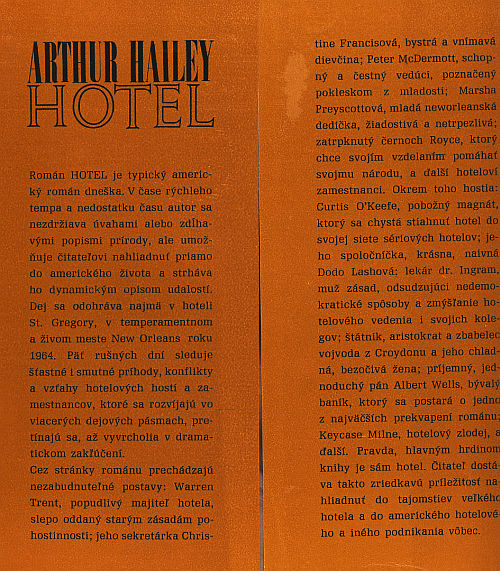 ARTHUR HAILEY
HOTEL
Román HOTEL je typický americ-
ký román dneška. V čase rýchleho
tempa a nedostatku času autor sa
nezdržiava úvahami alebo zdĺha-
vými popismi prírody, ale umož-
ňuje čitateľovi nahliadnuť priamo
do amerického života a strháva
ho dynamickým opisom udalostí.
Dej sa odohráva najmä v hoteli
St. Gregory, v temperamentnom
a živom meste New Orleans roku
1964. Päť rušných dní sleduje
šťastné i smutné príhody, konflikty
a vzťahy hotelových hostí a za-
mestnancov, ktoré sa rozvíjajú vo
viacerých dejových pásmach, pre-
tínajú sa, až vyvrcholia v drama-
tickom zakľúčení.
Cez stránky románu prechádzajú
nezabudnuteľné postavy: Warren
Trent, popudlivý majiteľ hotela,
slepo oddaný starým zásadám po-
hostinnosti; jeho sekretárka Chris-
tine Francisová, bystrá a vnímavá
dievčina; Peter McDermott, schop-
ný a čestný vedúci, poznačený
pokleskom z mladosti; Marsha
Preyscottová, mladá neworleanská
dedička, žiadostivá a netrpezlivá;
zatrpknutý černoch Royce, ktorý
chce svojím vzdelaním pomáhať
svojmu národu, a ďalší hoteloví
zamestnanci. Okrem toho hostia:
Curtis O'Keefe, pobožný magnát,
ktorý sa chystá stiahnuť hotel do
svojej siete sériových hotelov; je-
ho spoločníčka, krásna, naivná
Dodo Lashová; lekár dr. Ingram,
muž zásad, odsudzujúci nedemo-
kratické spôsoby a zmýšľanie ho-
telového vedenia i svojich kole-
gov; štátnik, aristokrat a zbabelec
vojvoda z Croydonu a jeho chlad-
ná, bezočivá žena; príjemný, jed-
noduchý pán Albert Wells, bývalý
baník, ktorý sa postará o jedno
z najväčších prekvapení románu;
Keycase Milne, hotelový zlodej, a
ďalší. Pravda, hlavným hrdinom
knihy je sám hotel. Čitateľ dostá-
va takto zriedkavú príležitosť na-
hliadnuť do tajomstiev veľkého
hotela a do amerického hotelové-
ho a iného podnikania vôbec.